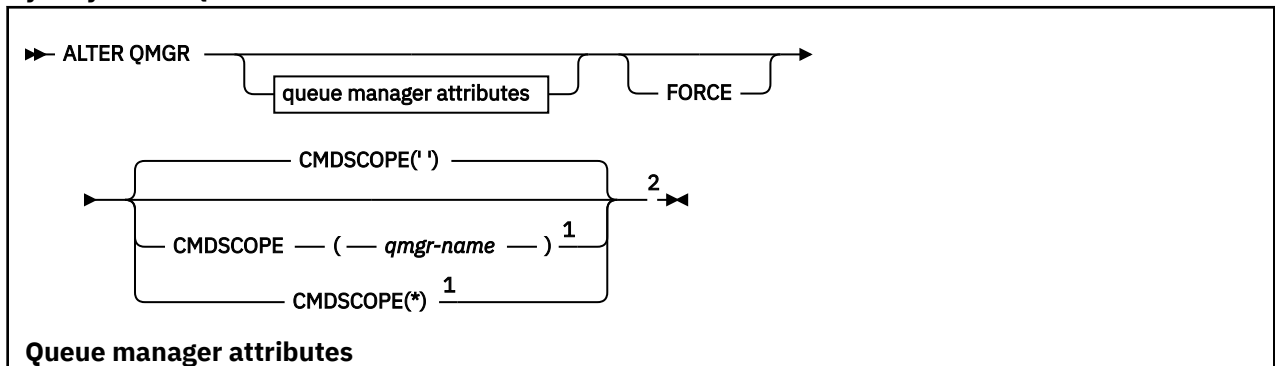 ALTER QMGR
queue manager attributes
FORCE
CMDSCOPE(' ')
2
CMDSCOPE ( qmgr-name ) 1
CMDSCOPE(*) 1
Queue manager attributes